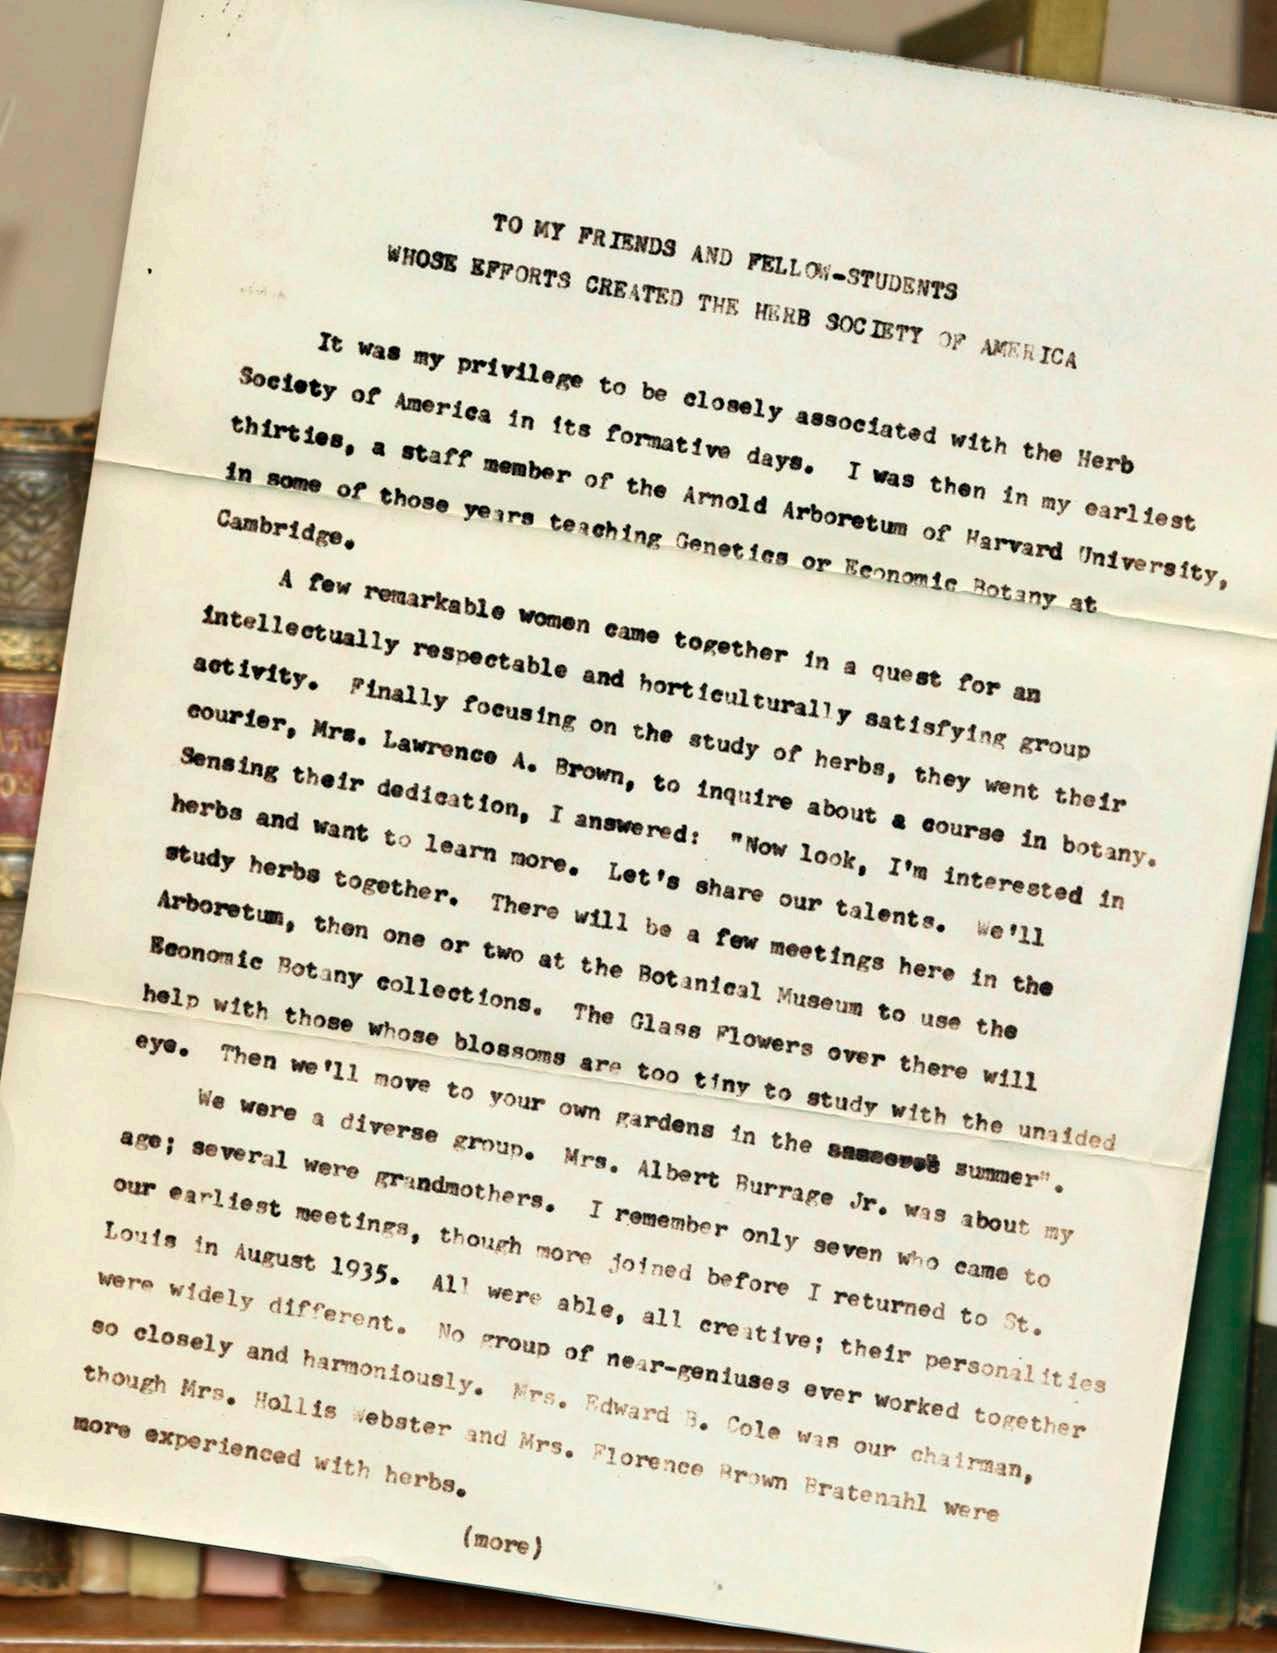 TO MY FRIENDS AND FELLOW-STUDENTS
WHOSE EFFORTS CREATED THE HERB SOCIETY OF AMERICA
It was my privilege to be closely associated with the Herb
Society of America in its formative days. I was then in my earliest
thirties, a staff member of the Arnold Arboretum of Harvard University,
in some of those years teaching Genetics or Economic Botany at
Cambridge.
A few remarkable women came together in a quest for an
intellectually respectable and horticulturally satisfying group
activity. Finally focusing on the study of herbs, they went their
courier, Mrs. Lawrence A. Brown, to inquire about a course in botany.
Sensing their dedication, I answered: "Now look, I'm interested in
herbs and want to learn more. Let's share our talents. We'll
study herbs together. There will be a few meetings here in the
Arboretum, then one or two at the Botanical Museum to use the
Economic Botany collections. The Glass Flowers over there will
help with those whose blossoms are too tiny to study with the unaided
eye. Then we'll move to your own gardens in the summer".
We were a diverse group. Mrs. Albert Burrage Jr. was about my
age; several were grandmothers. I remember only seven who came to
our earliest meetings, though more joined before I returned to St.
Louis in August 1935. All were able, all creative; their personalities
were widely different. No group of near-geniuses ever worked together
so closely and harmoniously. Mrs. Edward B. Cole was our chairman,
though Mrs. Hollis Webster and Mrs. Florence Brown Bratenahl were
more experienced with herbs.
(more)